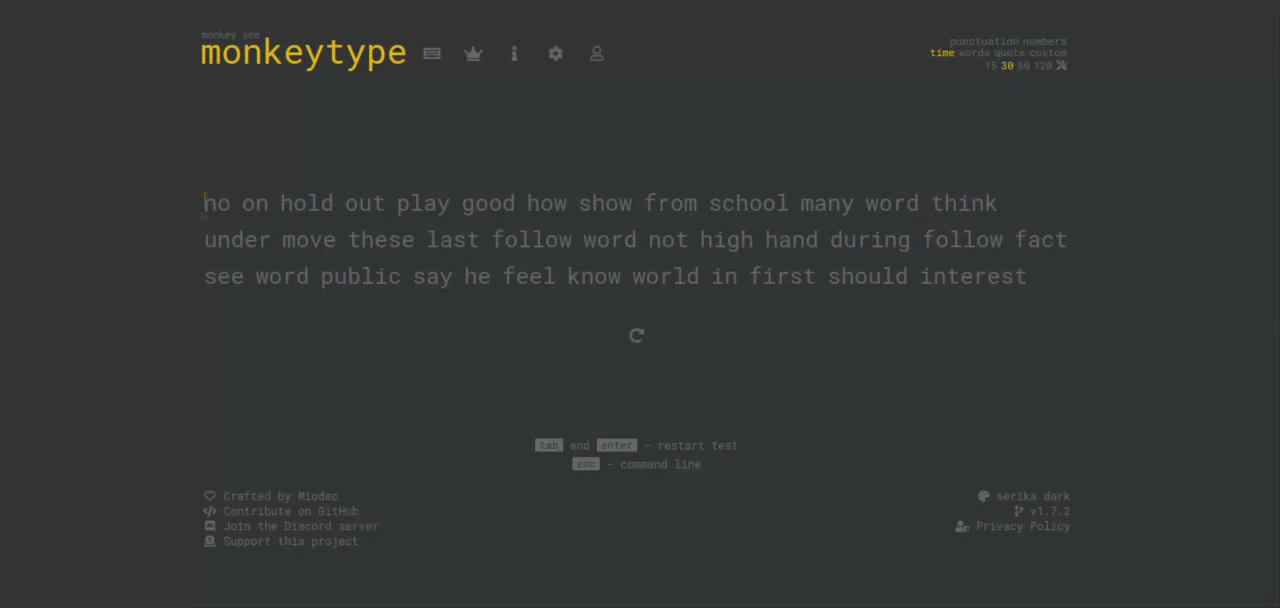 monkey see
monkeytype
punctuation numbers
time words quote custom
15 30 60 120
no on hold out play good how show from school many word think
under move these last follow word not high hand during follow fact
see word public say he feel know world in first should interest
tab and enter - restart test
esc - command line
Crafted by Miodec
Contribute on GitHub
Join the Discord server
Support this project
serika dark
v1.7.2
Privacy Policy